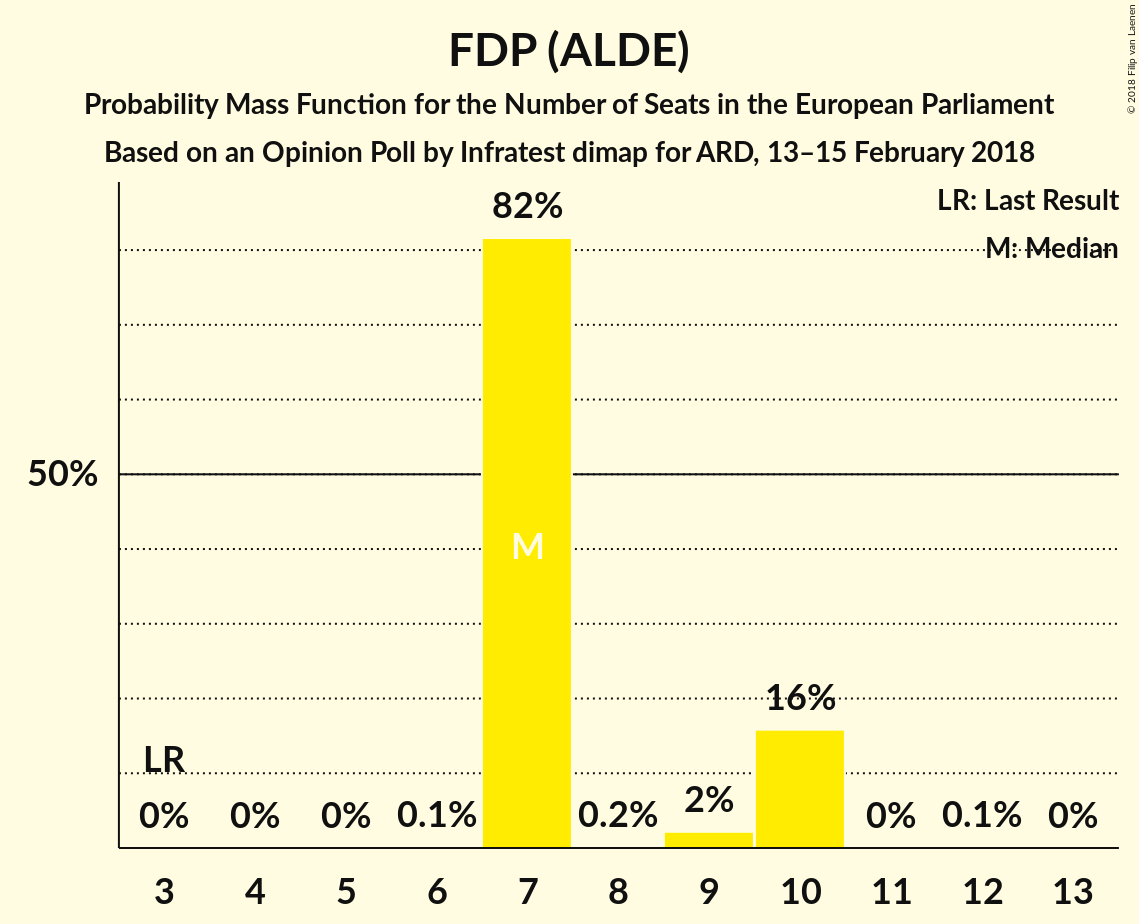 FDP (ALDE)
Probability Mass Function for the Number of Seats in the European Parliament
Based on an Opinion Poll by Infratest dimap for ARD, 13–15 February 2018
© 2018 Filip van Laenen
LR: Last Result
M: Median
82%
50%
M
16%
LR
0% 0% 0% 0.1% 0.2% 2% 0% 0.1% 0%
3 4 5 6 7 8 9 10 11 12 13